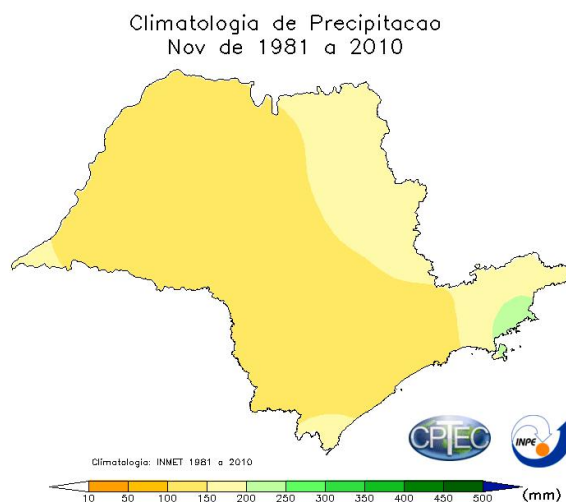 Climatologia de Precipitacao
Nov de 1981 a 2010
CPTEC
INPE
Climatologia: INMET 1981 a 2010
10 50 100 150 200 250 300 350 400 450 500 (mm)